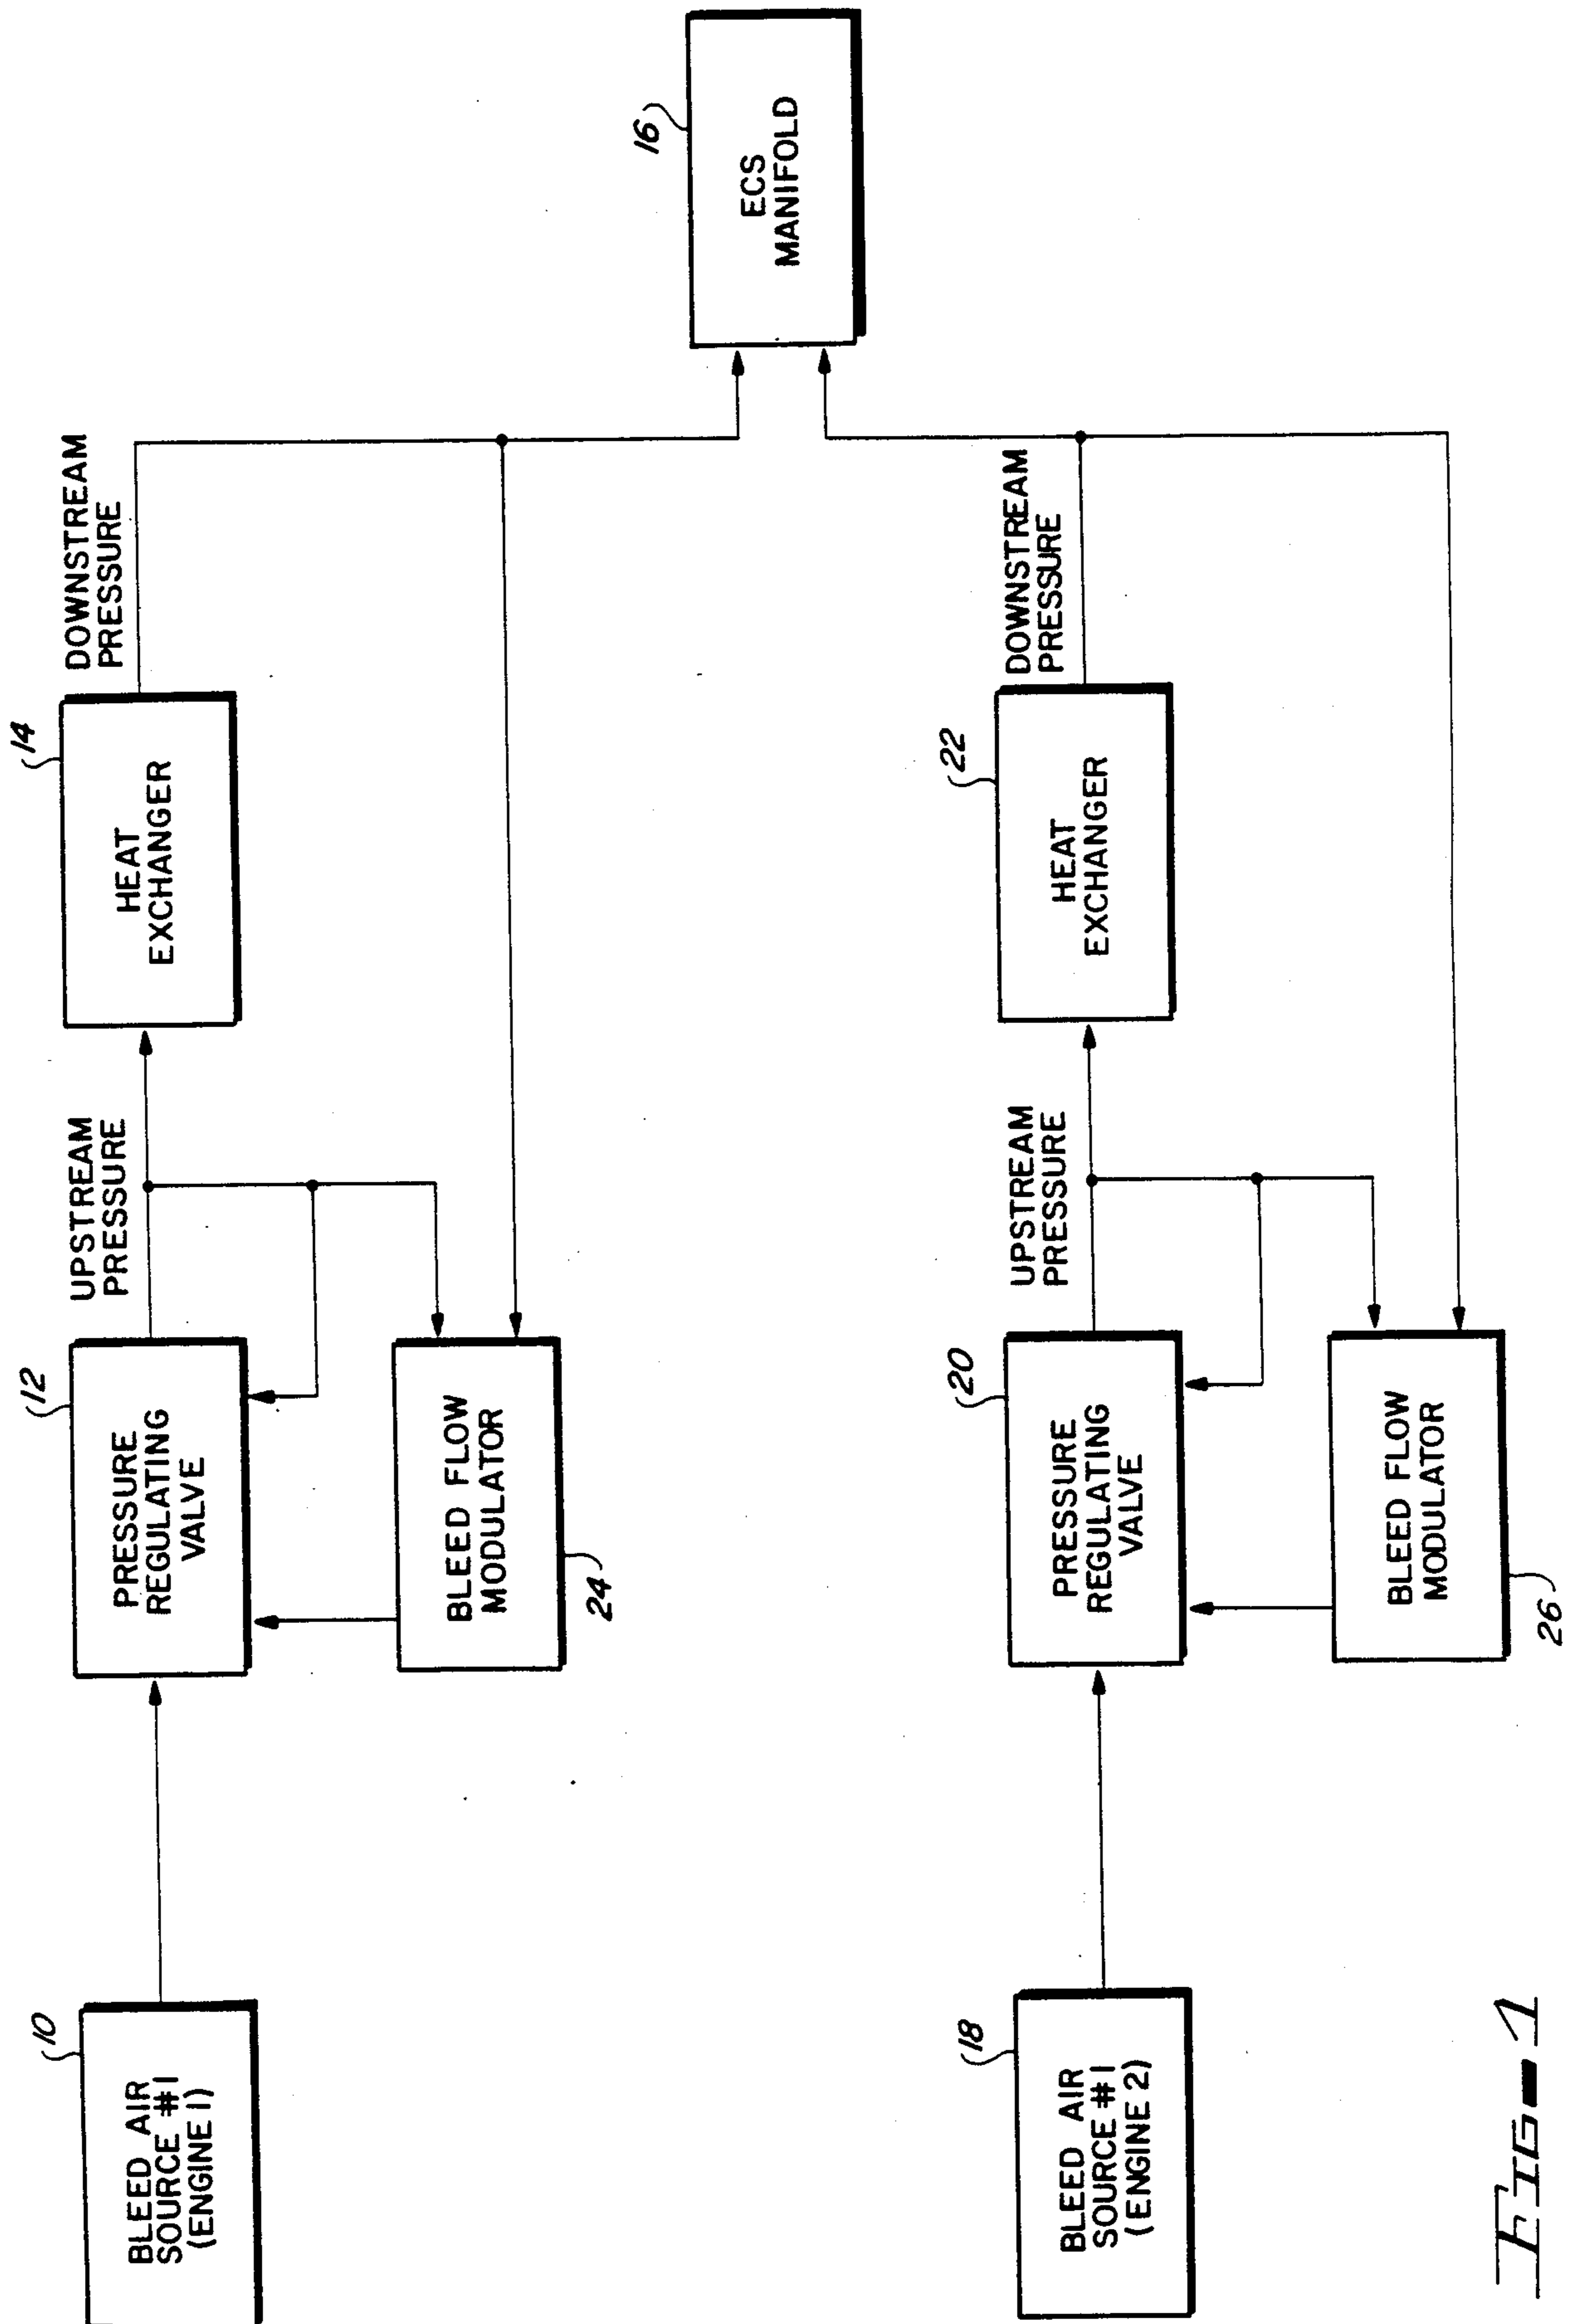 10
BLEED AIR
SOURCE #1
(ENGINE 1)
12
PRESSURE
REGULATING
VALVE
UPSTREAM
PRESSURE
14
HEAT
EXCHANGER
DOWNSTREAM
PRESSURE
BLEED FLOW
MODULATOR
24
16
ECS
MANIFOLD
18
BLEED AIR
SOURCE #1
(ENGINE 2)
20
PRESSURE
REGULATING
VALVE
UPSTREAM
PRESSURE
22
HEAT
EXCHANGER
DOWNSTREAM
PRESSURE
BLEED FLOW
MODULATOR
26
FIG-1